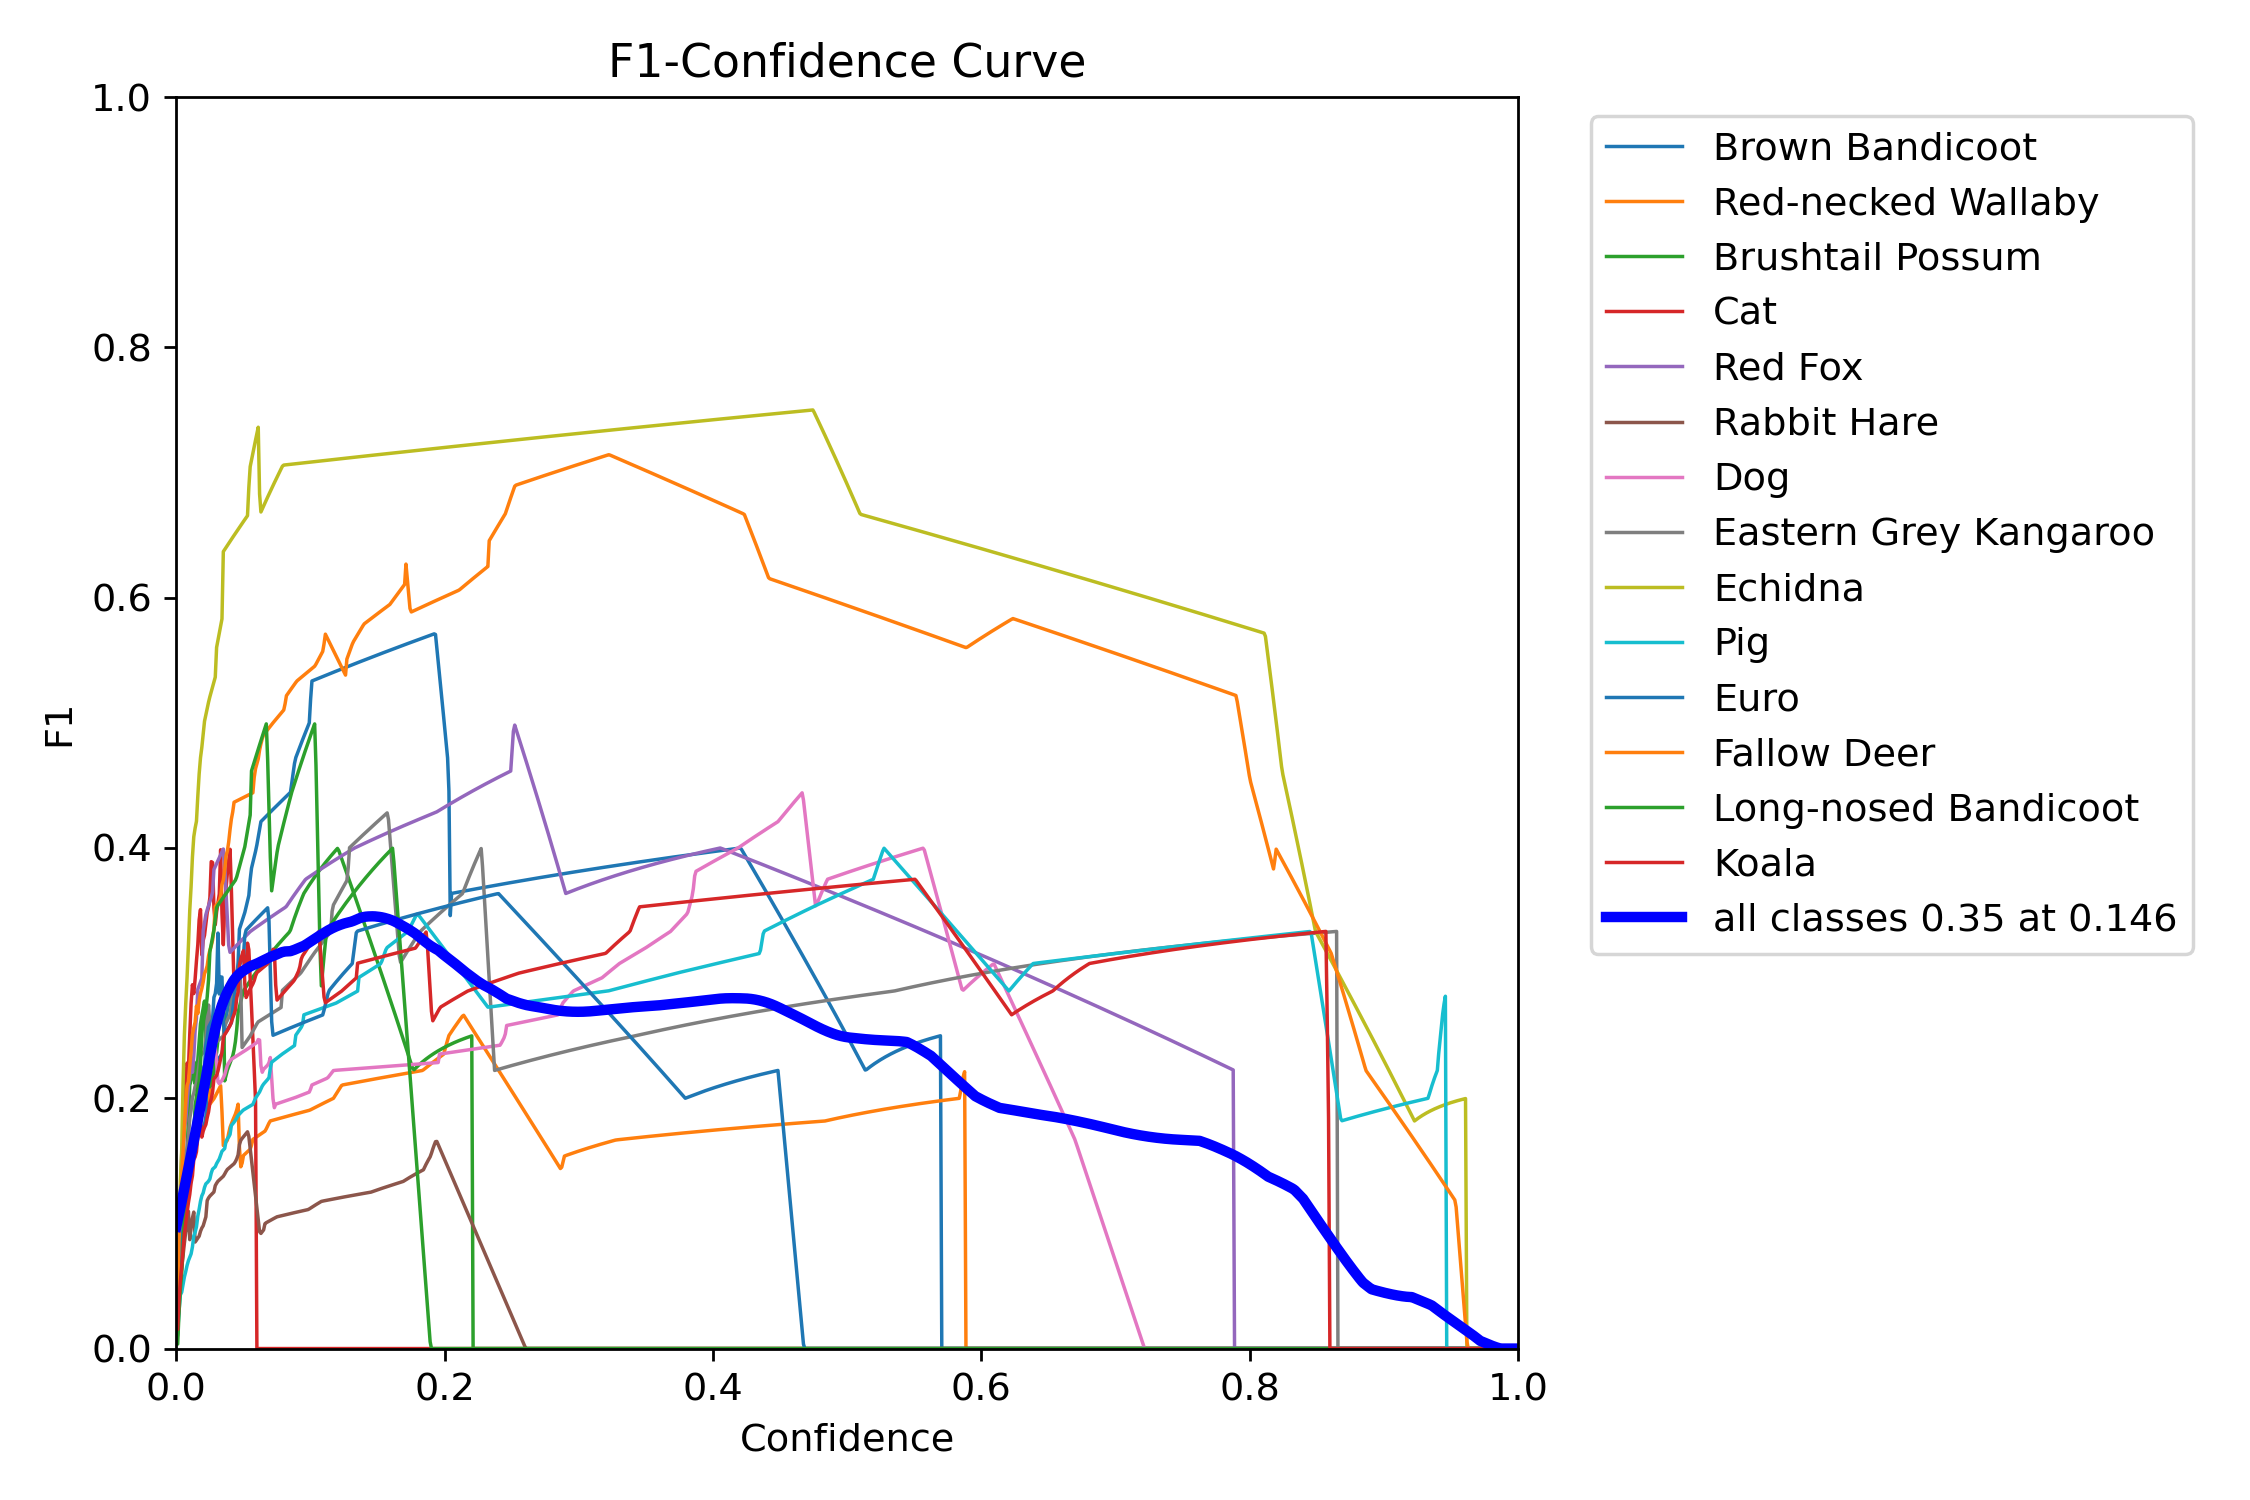 F1-Confidence Curve
1.0
0.8
0.6
0.4
0.2
0.0
F1
0.0 0.2 0.4 0.6 0.8 1.0
Confidence
Brown Bandicoot
Red-necked Wallaby
Brushtail Possum
Cat
Red Fox
Rabbit Hare
Dog
Eastern Grey Kangaroo
Echidna
Pig
Euro
Fallow Deer
Long-nosed Bandicoot
Koala
all classes 0.35 at 0.146